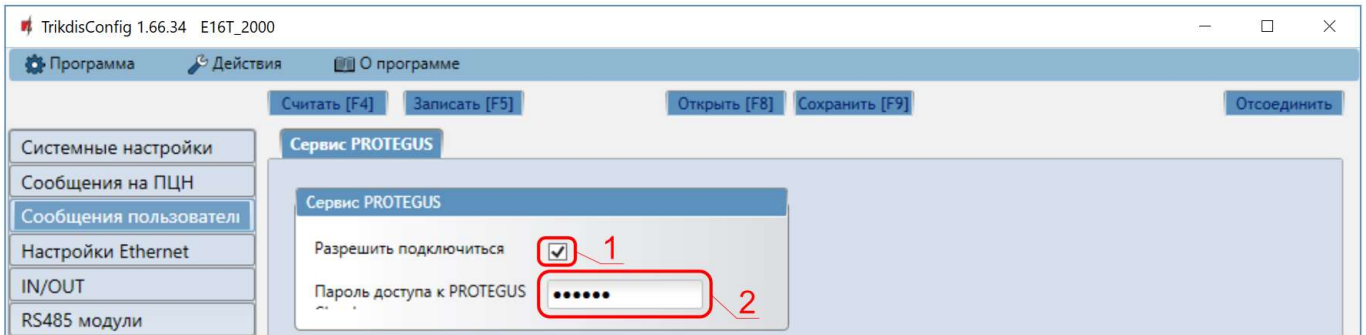 TrikdisConfig 1.66.34 E16T_2000
Программа Действия О программе
Считать [F4] Записать [F5] Открыть [F8] Сохранить [F9] Отсоединить
Системные настройки
Сообщения на ПЦН
Сообщения пользователю
Настройки Ethernet
IN/OUT
RS485 модули
Сервис PROTEGUS
Сервис PROTEGUS
Разрешить подключиться
1
Пароль доступа к PROTEGUS
••••••
2